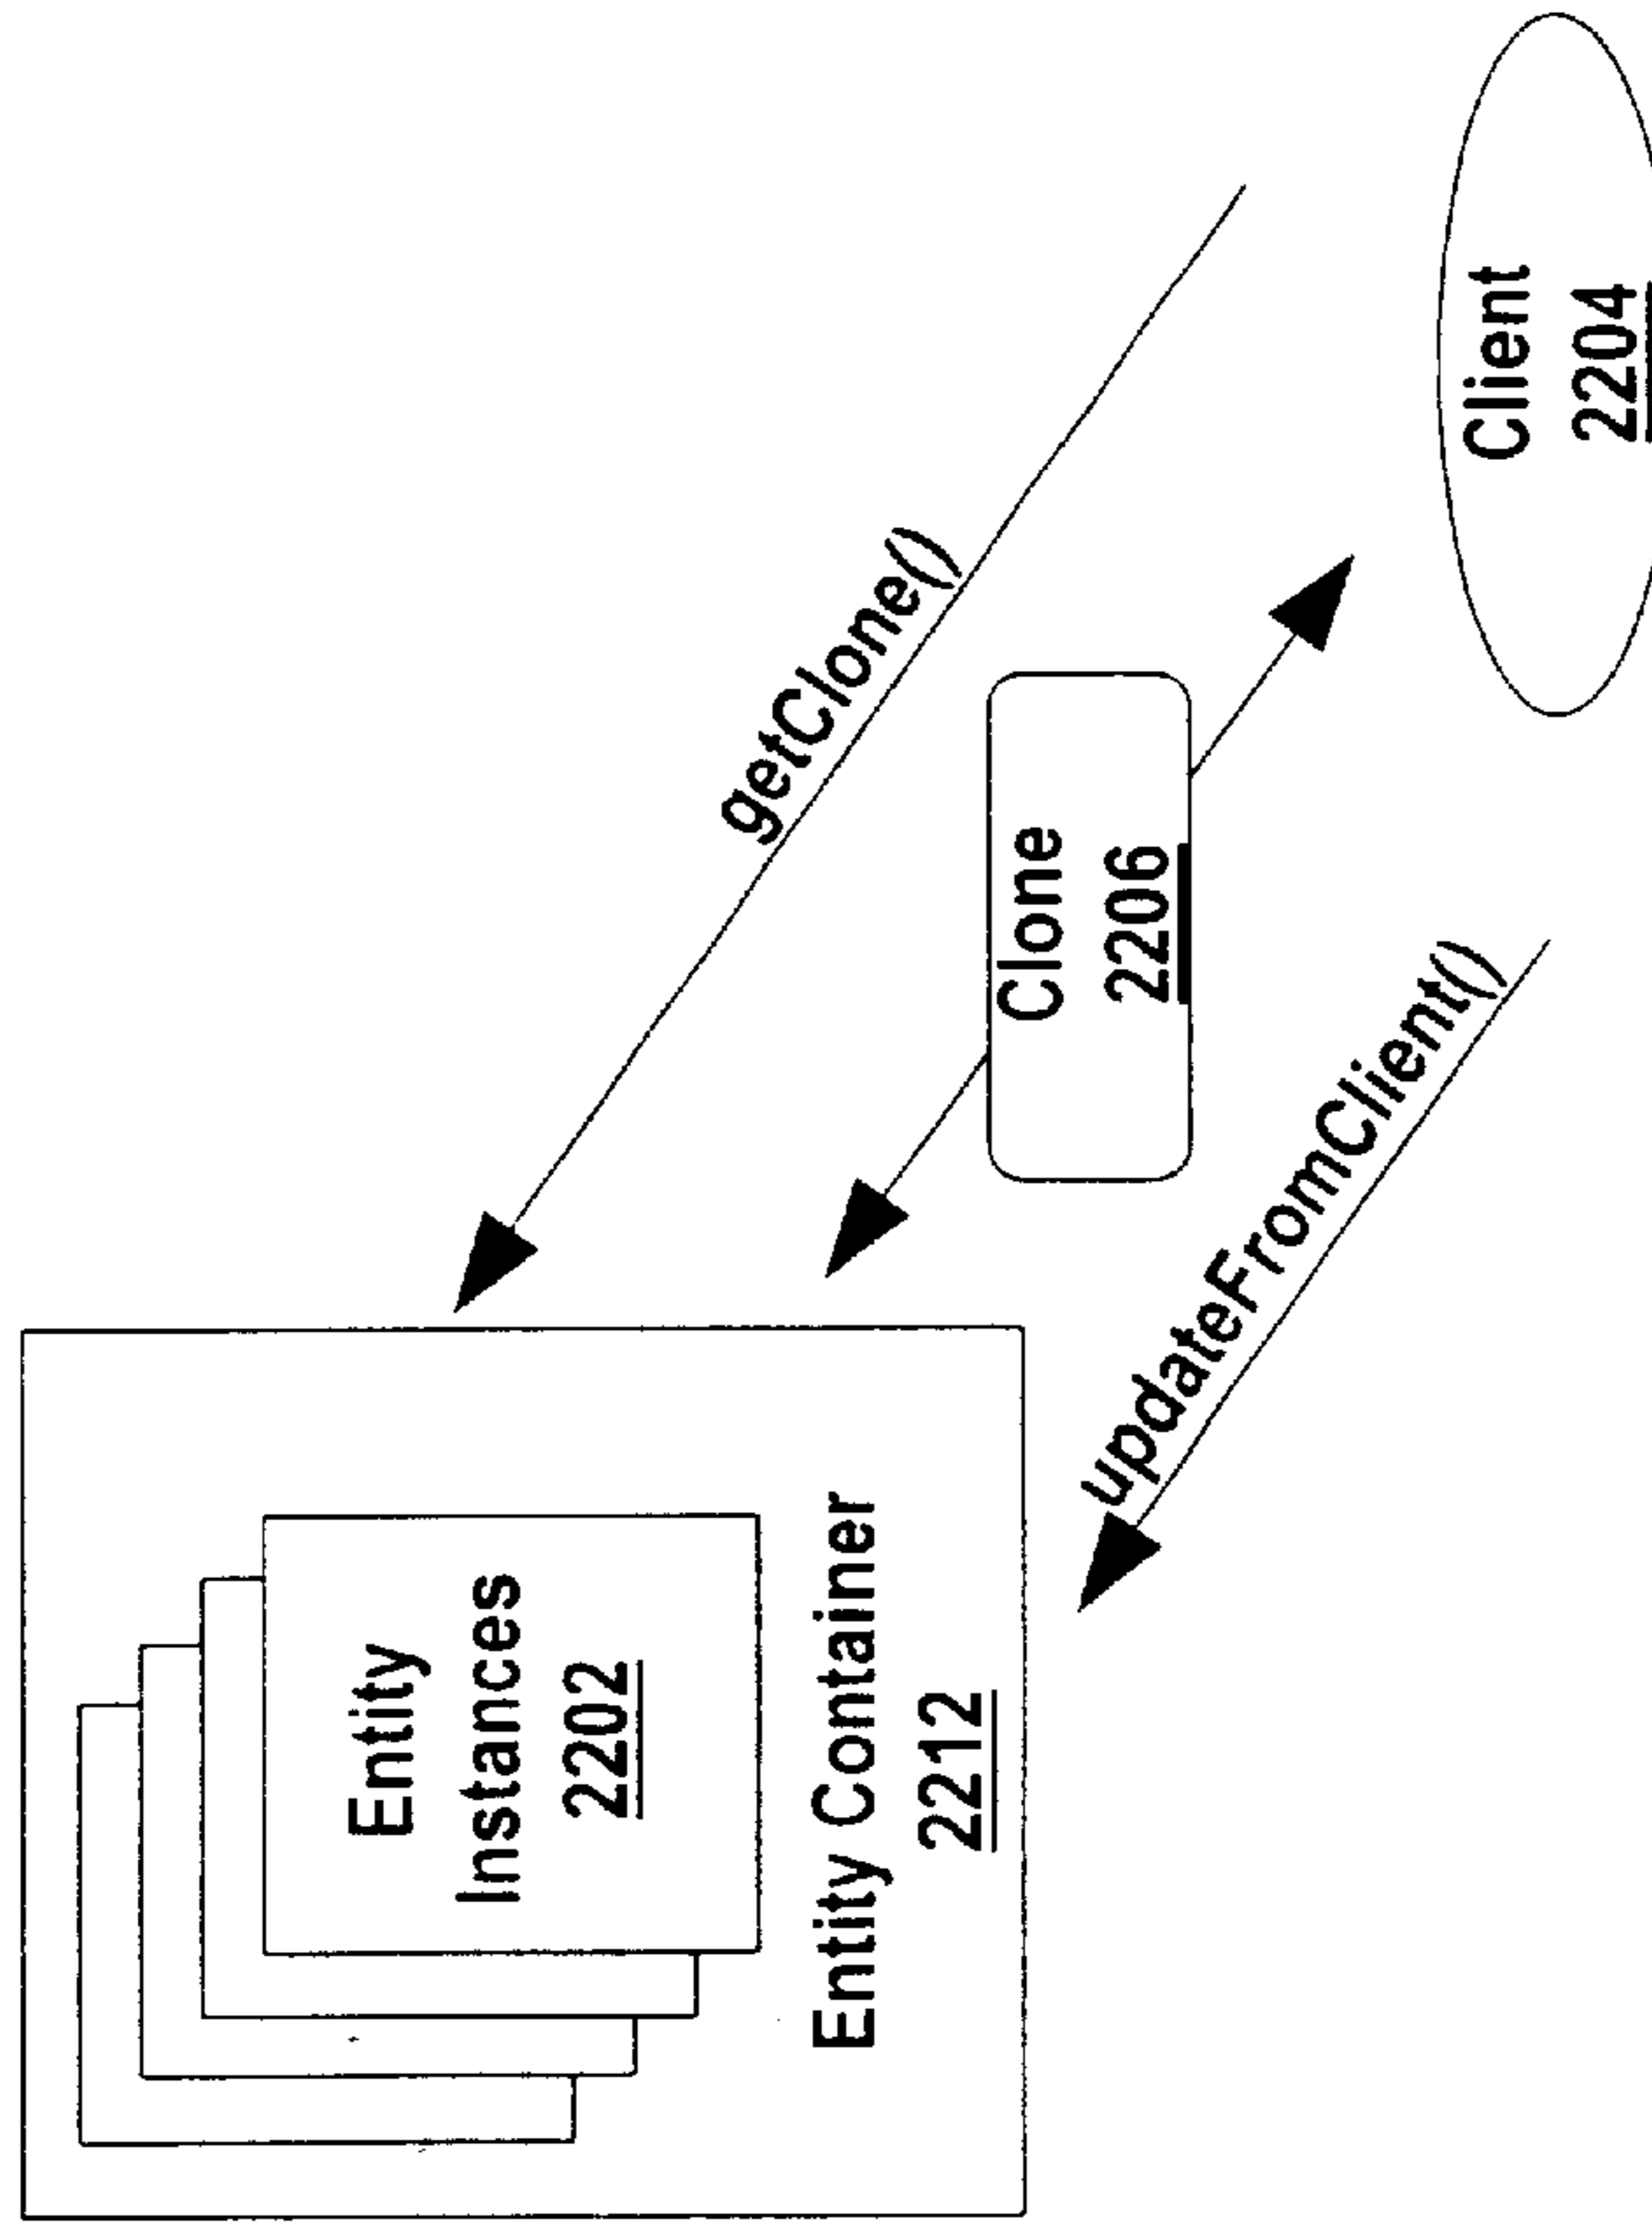 Entity
Instances
2202
Entity Container
2212
getClone()
Clone
2206
updateFromClient()
Client
2204